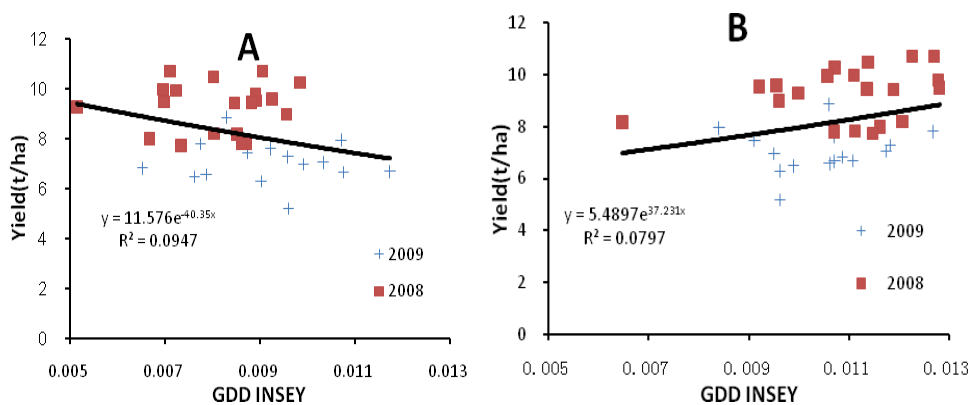 A
Yield(t/ha)
12
10
8
6
4
2
0
y = 11.576e^-40.35x
R² = 0.0947
2009
2008
0.005 0.007 0.009 0.011 0.013
GDD INSEY
B
Yield(t/ha)
12
10
8
6
4
2
0
y = 5.4897e^37.231x
R² = 0.0797
2009
2008
0.005 0.007 0.009 0.011 0.013
GDD INSEY